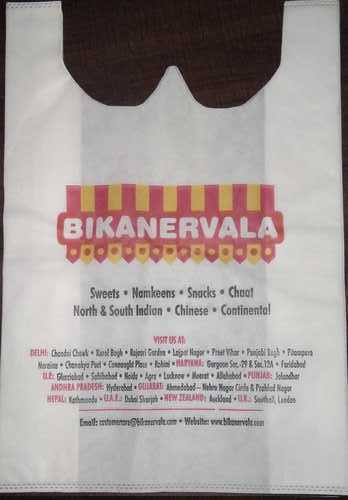 BIKANERVALA
Sweets • Namkeens • Snacks • Chaat
North & South Indian • Chinese • Continental
VISIT US AT:
DELHI: Chandni Chowk • Karol Bagh • Rajouri Garden • Lajpat Nagar • Preet Vihar • Punjabi Bagh • Pitampura
Naraina • Chanakya Puri • Connaught Place • Rohini • HARYANA: Gurgaon Sec.-29 & Sec.12A • Faridabad
U.P.: Ghaziabad • Sahibabad • Noida • Agra • Lucknow • Meerut • Allahabad • PUNJAB: Jalandhar
ANDHRA PRADESH: Hyderabad • GUJARAT: Ahmedabad – Nehru Nagar Circle & Prahlad Nagar
NEPAL: Kathmandu • U.A.E.: Dubai Sharjah • NEW ZEALAND: Auckland • U.K.: Southall, London
Email: customercare@bikanervala.com • Website: www.bikanervala.com